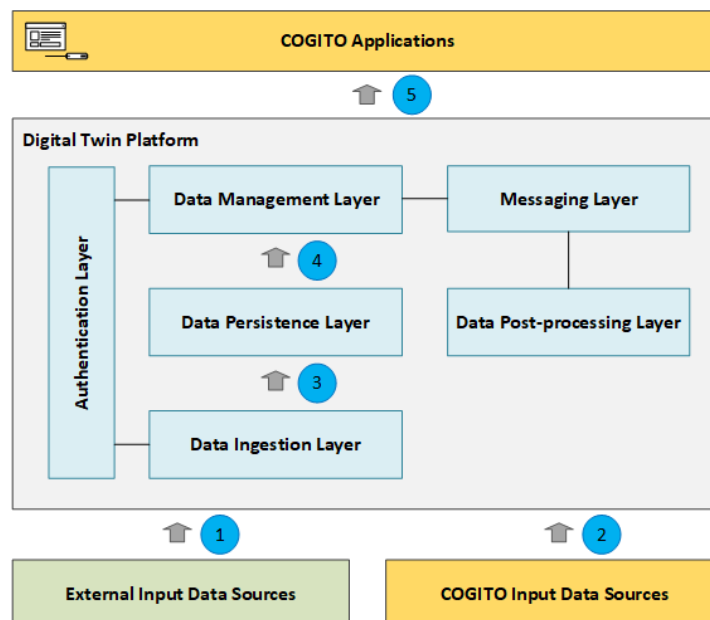 COGITO Applications
5
Digital Twin Platform
Authentication Layer
Data Management Layer
Messaging Layer
4
Data Persistence Layer
Data Post-processing Layer
3
Data Ingestion Layer
1
2
External Input Data Sources
COGITO Input Data Sources